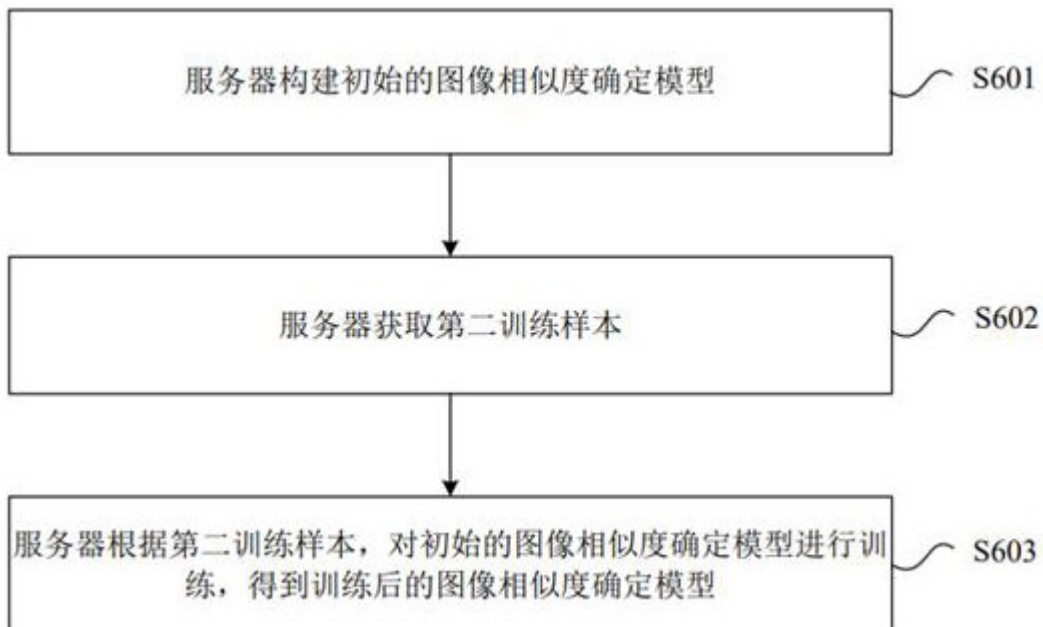 服务器构建初始的图像相似度确定模型
S601
服务器获取第二训练样本
S602
服务器根据第二训练样本，对初始的图像相似度确定模型进行训
练，得到训练后的图像相似度确定模型
S603